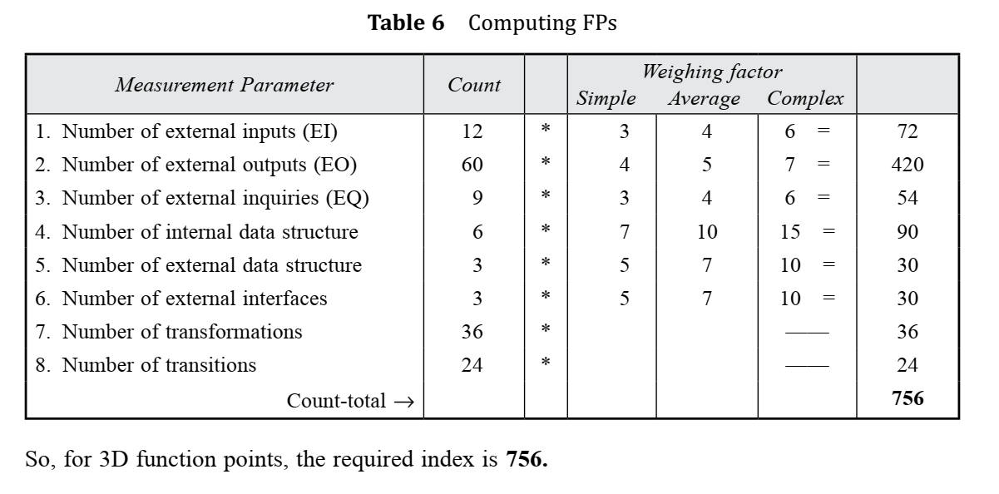 Table 6 Computing FPs
Measurement Parameter Count Weighing factor
Simple Average Complex
1. Number of external inputs (EI) 12 * 3 4 6 = 72
2. Number of external outputs (EO) 60 * 4 5 7 = 420
3. Number of external inquiries (EQ) 9 * 3 4 6 = 54
4. Number of internal data structure 6 * 7 10 15 = 90
5. Number of external data structure 3 * 5 7 10 = 30
6. Number of external interfaces 3 * 5 7 10 = 30
7. Number of transformations 36 * —— 36
8. Number of transitions 24 * —— 24
Count-total → 756
So, for 3D function points, the required index is 756.